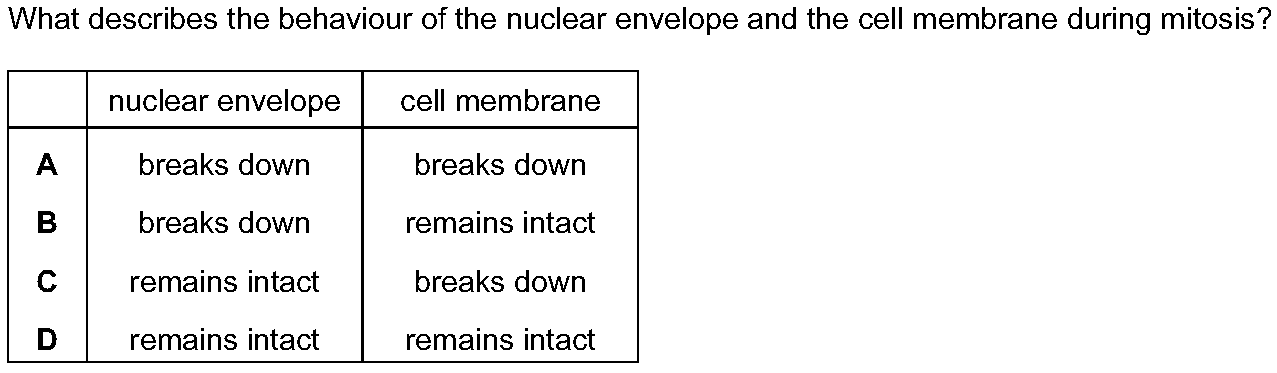 What describes the behaviour of the nuclear envelope and the cell membrane during mitosis?
nuclear envelope cell membrane
A breaks down breaks down
B breaks down remains intact
C remains intact breaks down
D remains intact remains intact